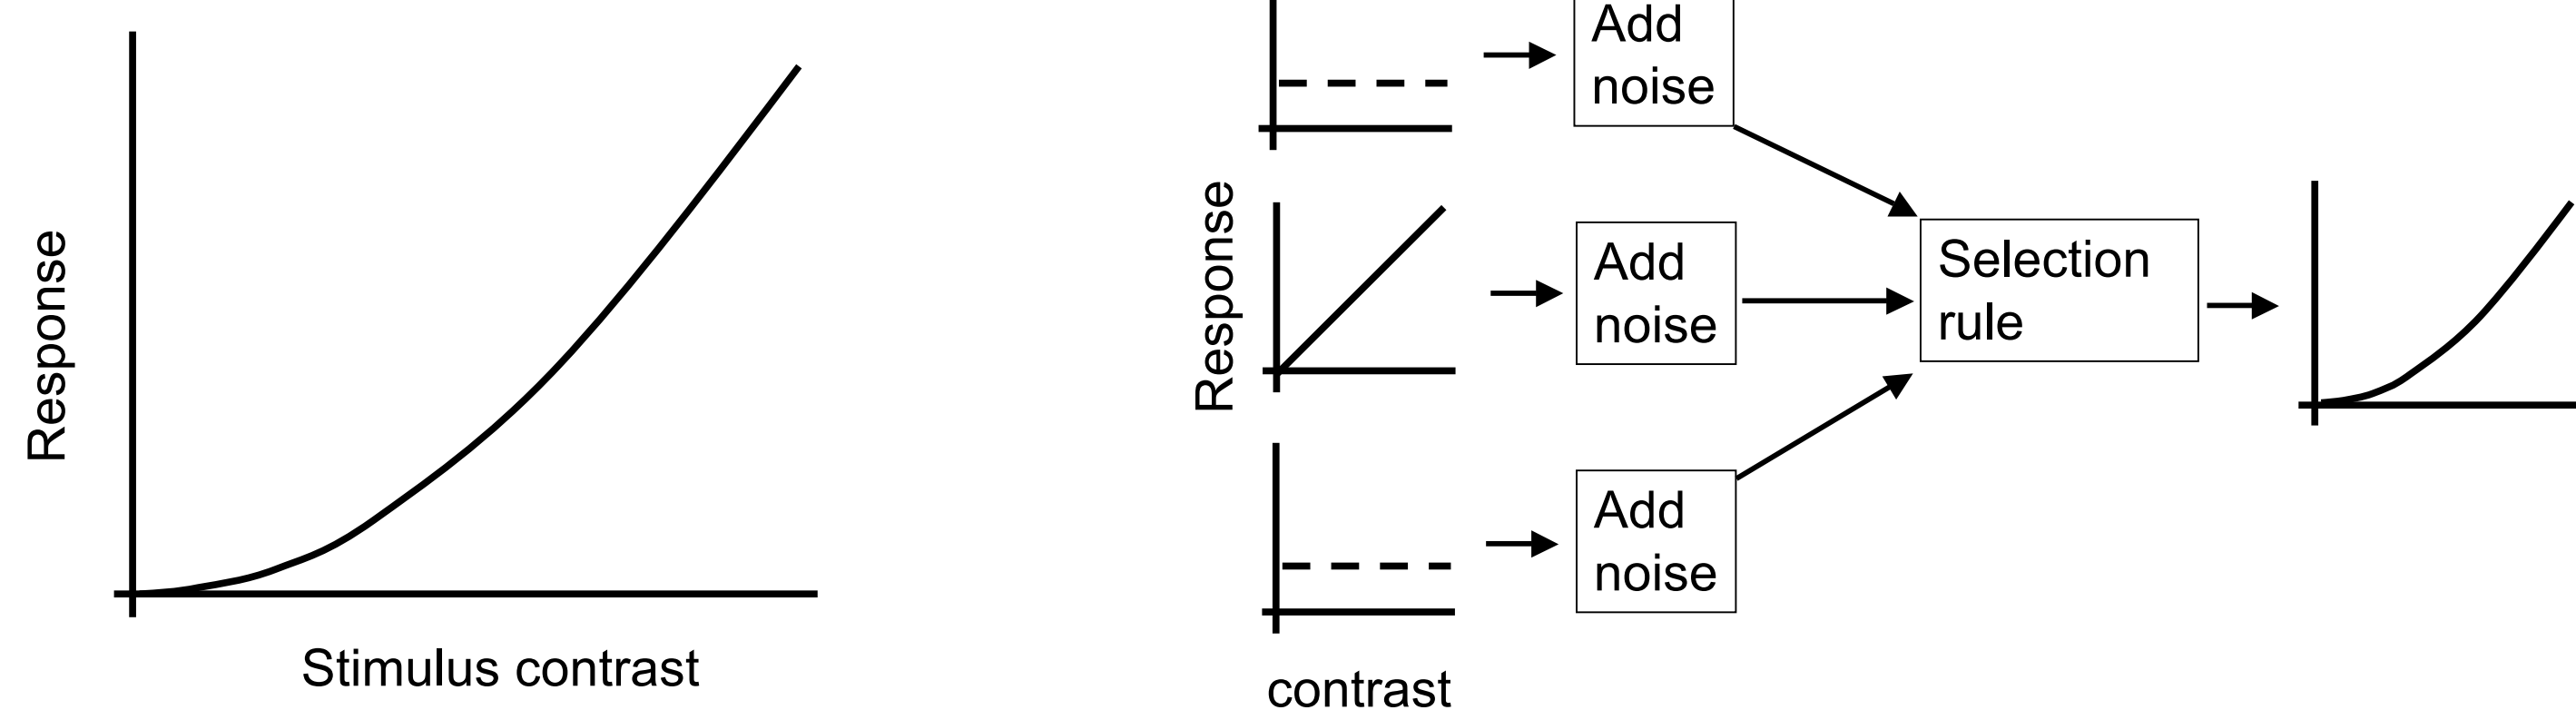 Response
Stimulus contrast
Response
contrast
Add
noise
Add
noise
Add
noise
Selection
rule